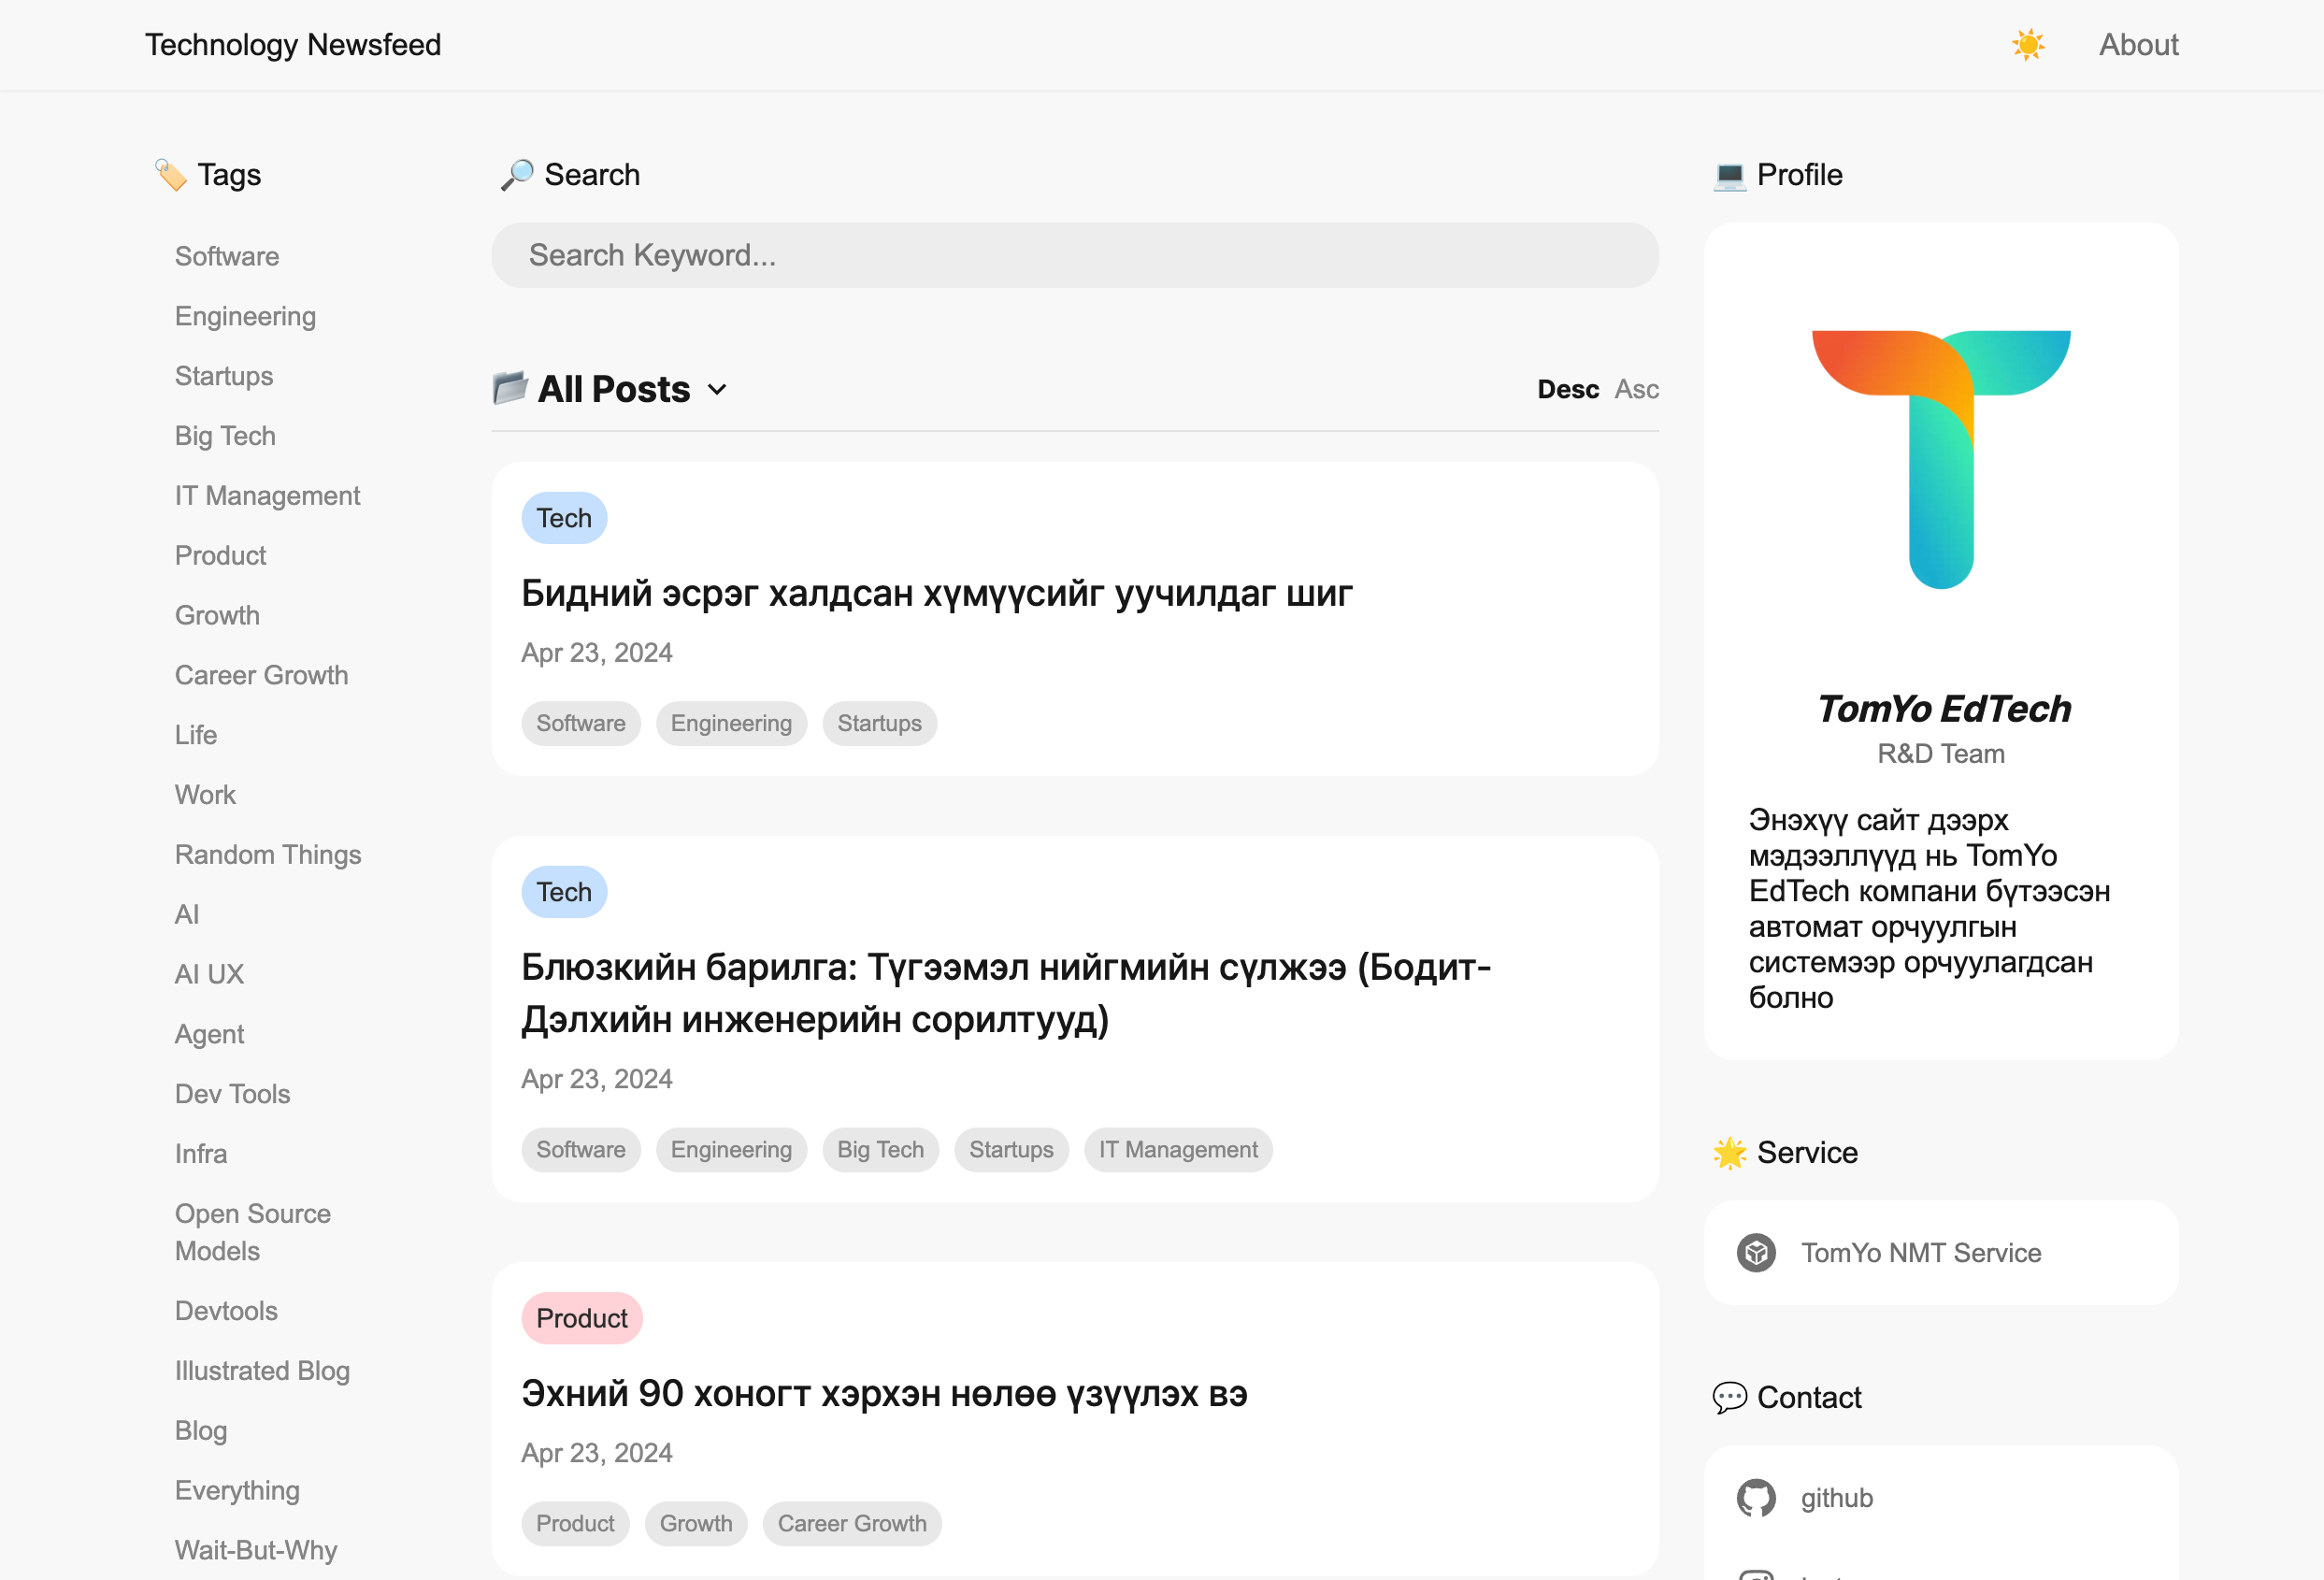 Technology Newsfeed
About
Tags
Software
Engineering
Startups
Big Tech
IT Management
Product
Growth
Career Growth
Life
Work
Random Things
AI
AI UX
Agent
Dev Tools
Infra
Open Source
Models
Devtools
Illustrated Blog
Blog
Everything
Wait-But-Why
Search
Search Keyword...
All Posts
Desc Asc
Tech
Бидний эсрэг халдсан хүмүүсийг уучилдаг шиг
Apr 23, 2024
Software Engineering Startups
Tech
Блюзкийн барилга: Түгээмэл нийгмийн сүлжээ (Бодит-
Дэлхийн инженерийн сорилтууд)
Apr 23, 2024
Software Engineering Big Tech Startups IT Management
Product
Эхний 90 хоногт хэрхэн нөлөө үзүүлэх вэ
Apr 23, 2024
Product Growth Career Growth
Profile
TomYo EdTech
R&D Team
Энэхүү сайт дээрх
мэдээллүүд нь TomYo
EdTech компани бүтээсэн
автомат орчуулгын
системээр орчуулагдсан
болно
Service
TomYo NMT Service
Contact
github